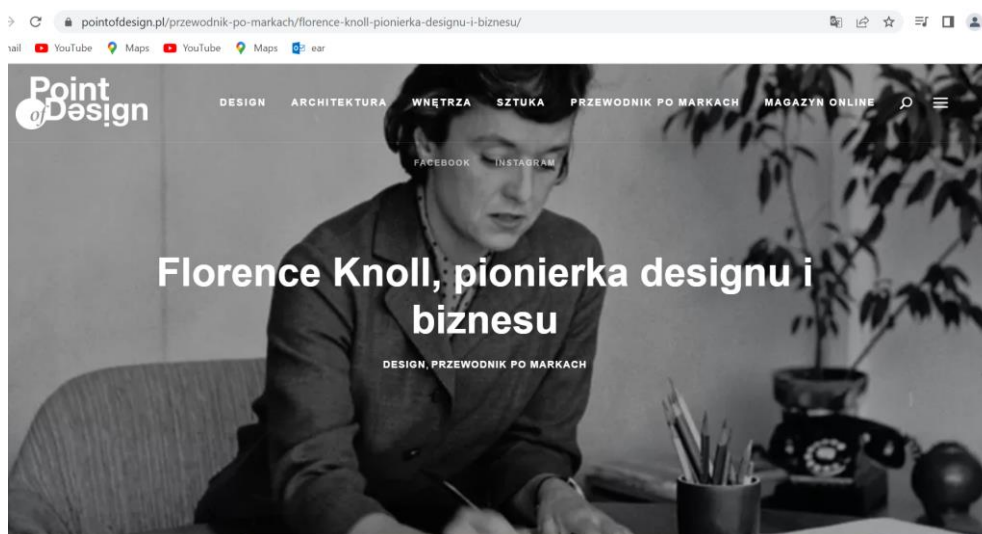 pointofdesign.pl/przewodnik-po-markach/florence-knoll-pionierka-designu-i-biznesu/
YouTube Maps YouTube Maps ear
Point
of Dəsign
DESIGN ARCHITEKTURA WNĘTRZA SZTUKA PRZEWODNIK PO MARKACH MAGAZYN ONLINE
FACEBOOK INSTAGRAM
Florence Knoll, pionierka designu i
biznesu
DESIGN, PRZEWODNIK PO MARKACH